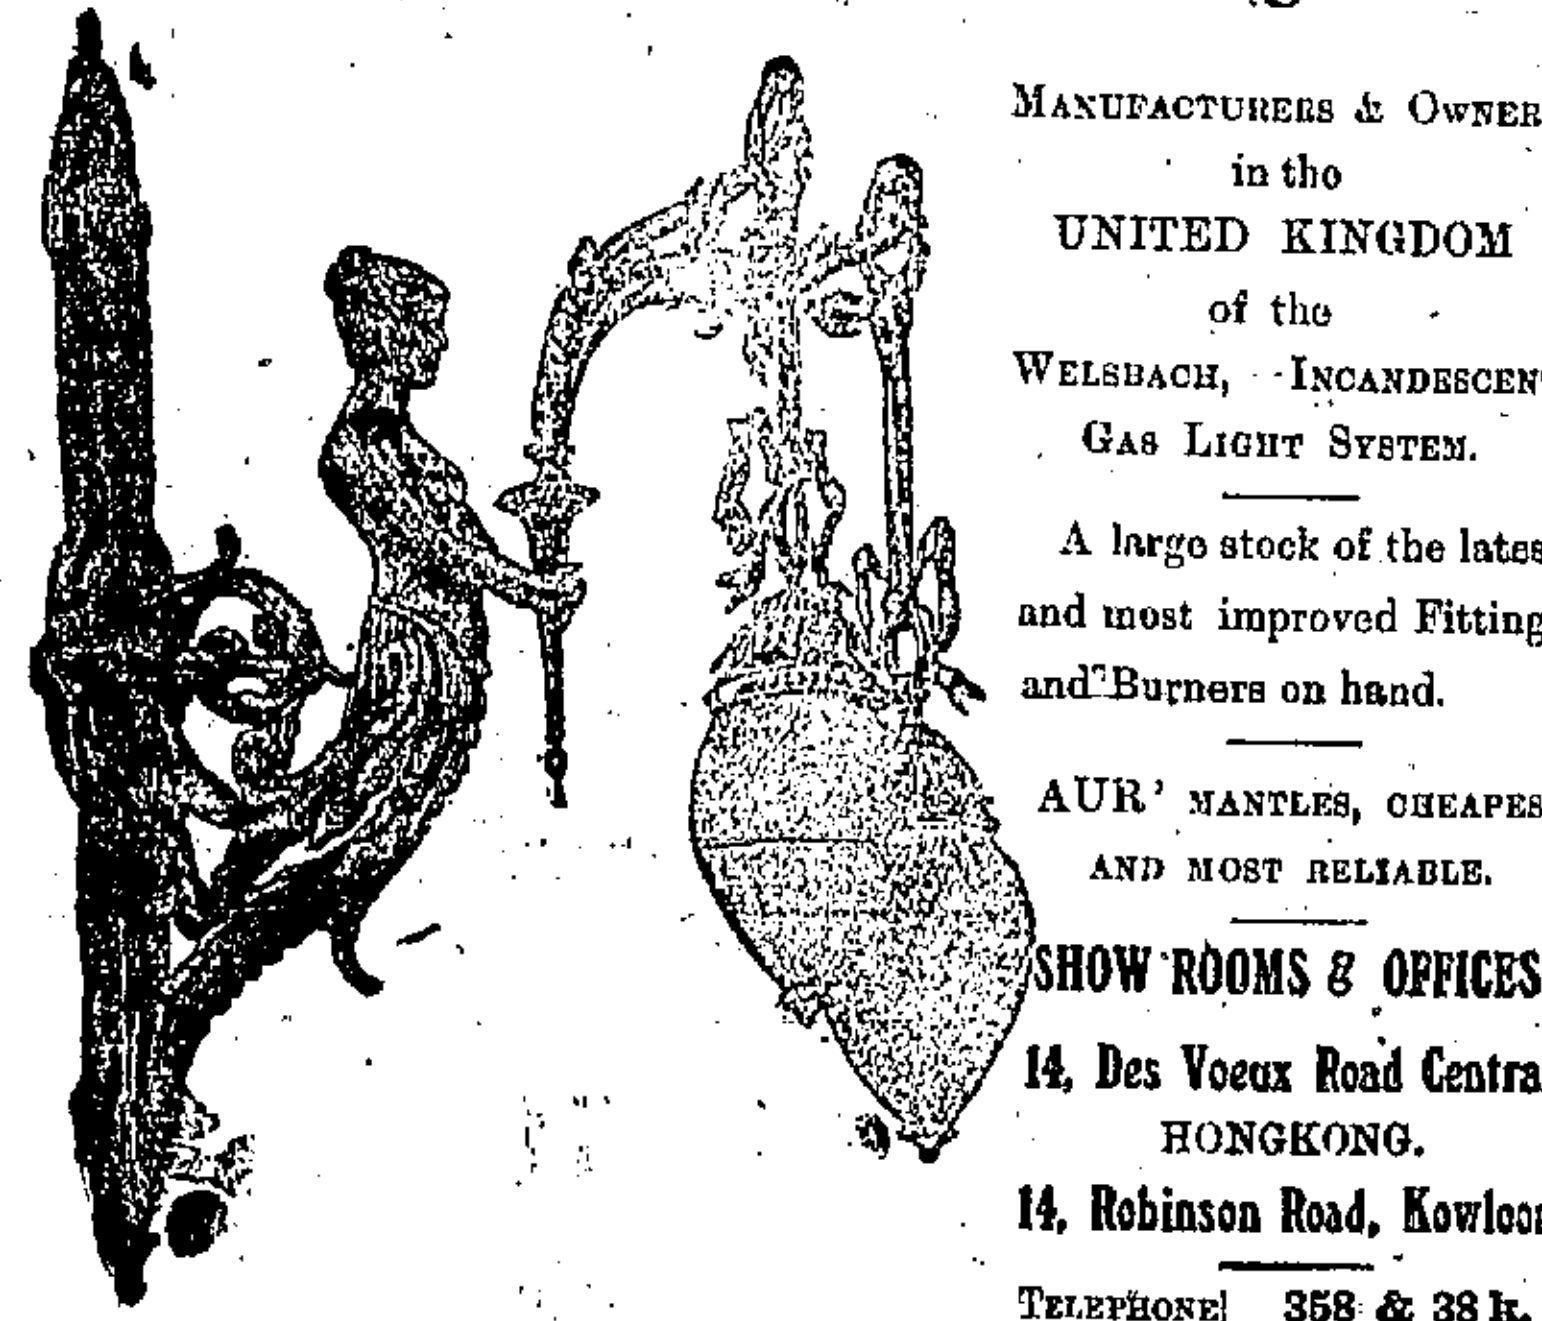 MANUFACTURERS & OWNER
in the
UNITED KINGDOM
of the
WELSBACH, INCANDESCEN
GAS LIGHT SYSTEM.
A large stock of the lates
and most improved Fitting
and Burners on hand.
AUR' MANTLES, CHEAPES
AND MOST RELIABLE.
SHOW ROOMS & OFFICES
14, Des Voeux Road Centra
HONGKONG.
14, Robinson Road, Kowloon
TELEPHONE 358 & 38 K.